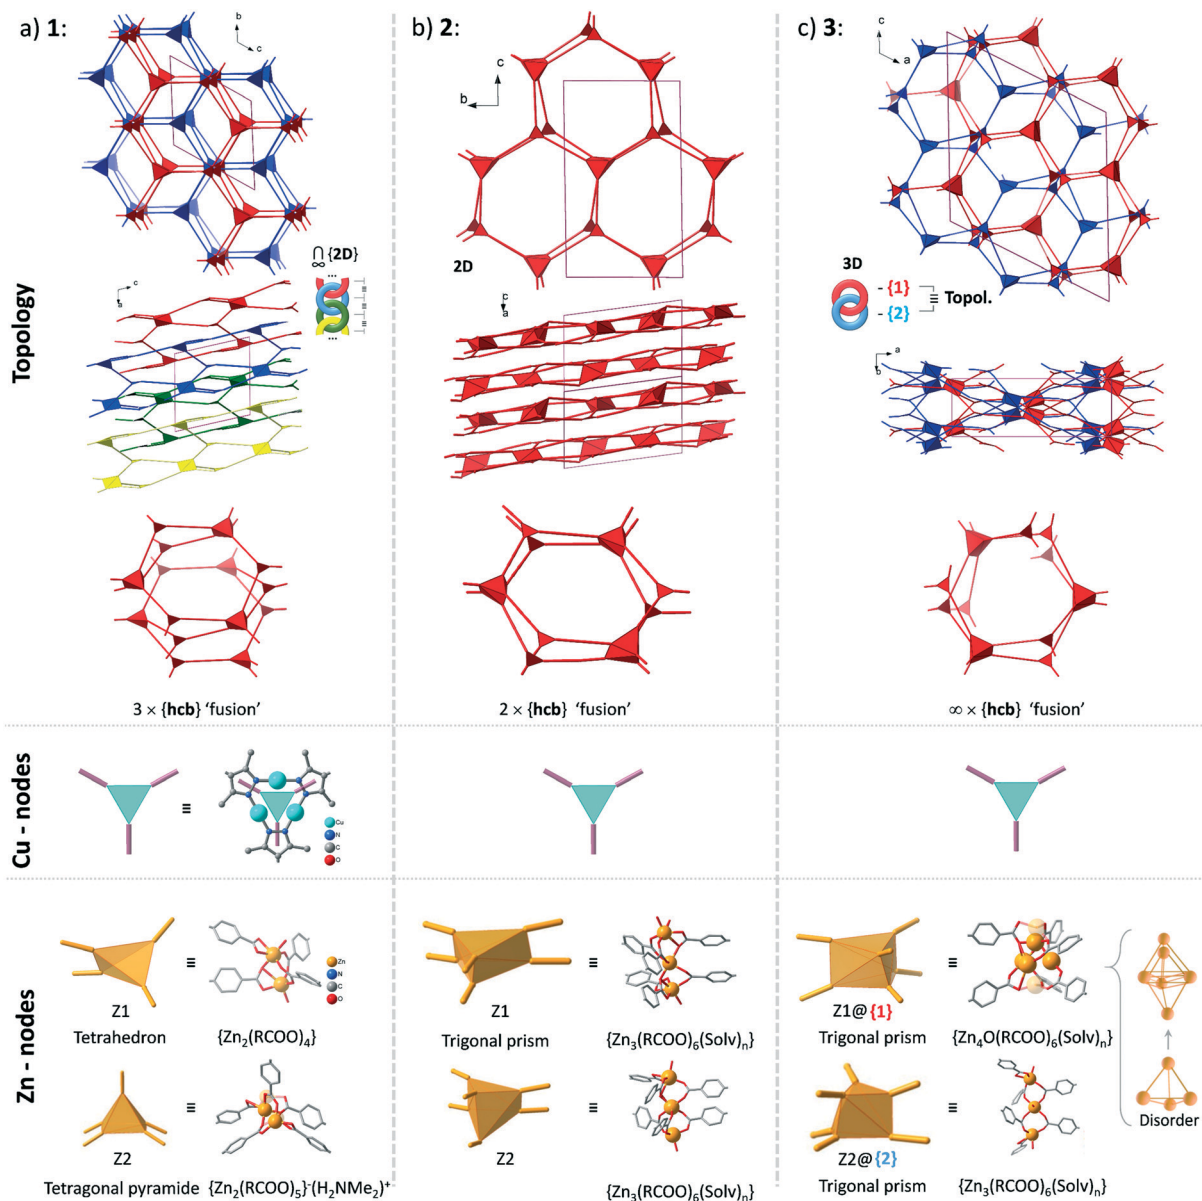 a) 1:
b
c
b) 2:
c
b
c) 3:
c
a
Topology
∩
∞
{2D}
...
≡
≡
≡
...
2D
3D
- {1}
- {2}
≡ Topol.
c
a
c
a
a
b
3 × {hcb} 'fusion'
2 × {hcb} 'fusion'
∞ × {hcb} 'fusion'
Cu - nodes
≡
Cu
N
C
O
Zn - nodes
≡
Zn
N
C
O
Z1
Tetrahedron
{Zn2(RCOO)4}
≡
Z1
Trigonal prism
{Zn3(RCOO)6(Solv)n}
≡
Z1@{1}
Trigonal prism
{Zn4O(RCOO)6(Solv)n}
≡
Z2
Tetragonal pyramide
{Zn2(RCOO)5}-(H2NMe2)+
≡
Z2
{Zn3(RCOO)6(Solv)n}
≡
Z2@{2}
Trigonal prism
{Zn3(RCOO)6(Solv)n}
Disorder